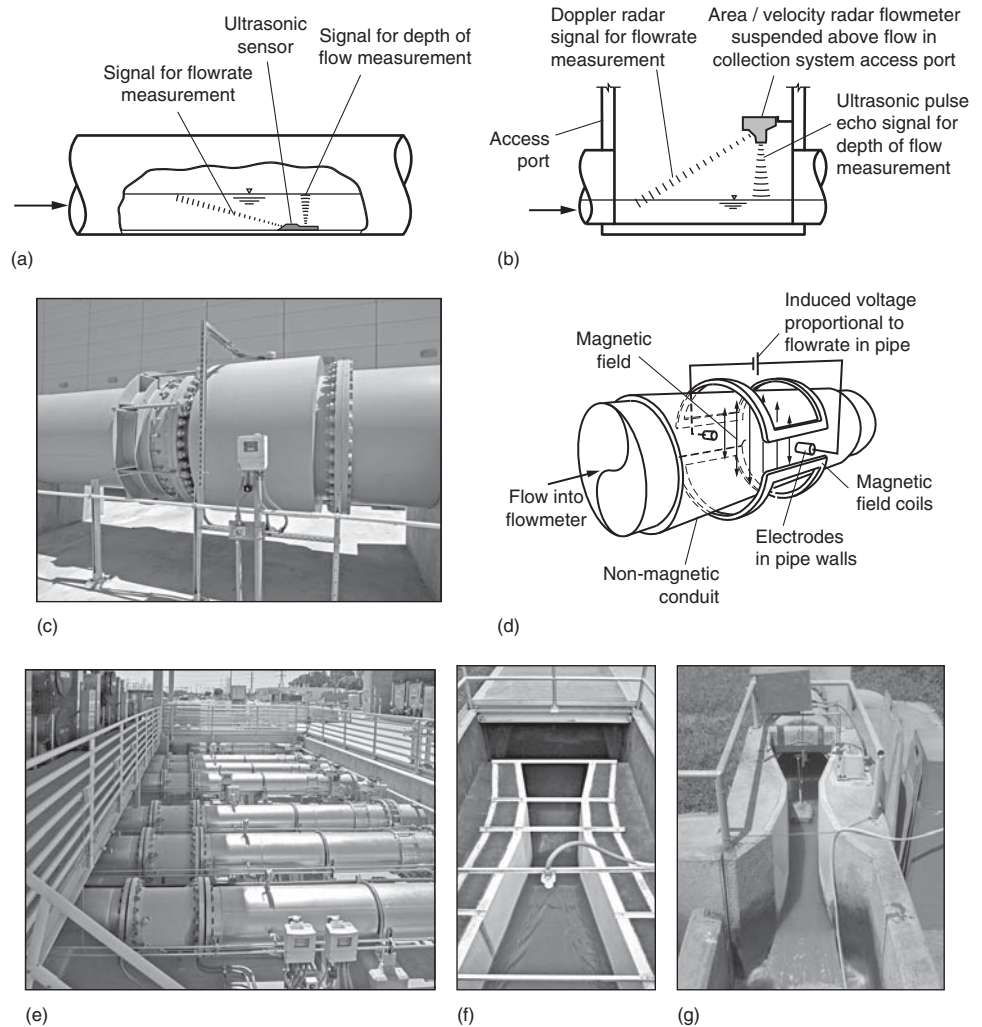 Ultrasonic
sensor
Signal for depth of
flow measurement
Signal for flowrate
measurement
(a)
Doppler radar
signal for flowrate
measurement
Area / velocity radar flowmeter
suspended above flow in
collection system access port
Access
port
Ultrasonic pulse
echo signal for
depth of flow
measurement
(b)
(c)
Induced voltage
proportional to
flowrate in pipe
Magnetic
field
Flow into
flowmeter
Magnetic
field coils
Electrodes
in pipe walls
Non-magnetic
conduit
(d)
(e)
(f)
(g)